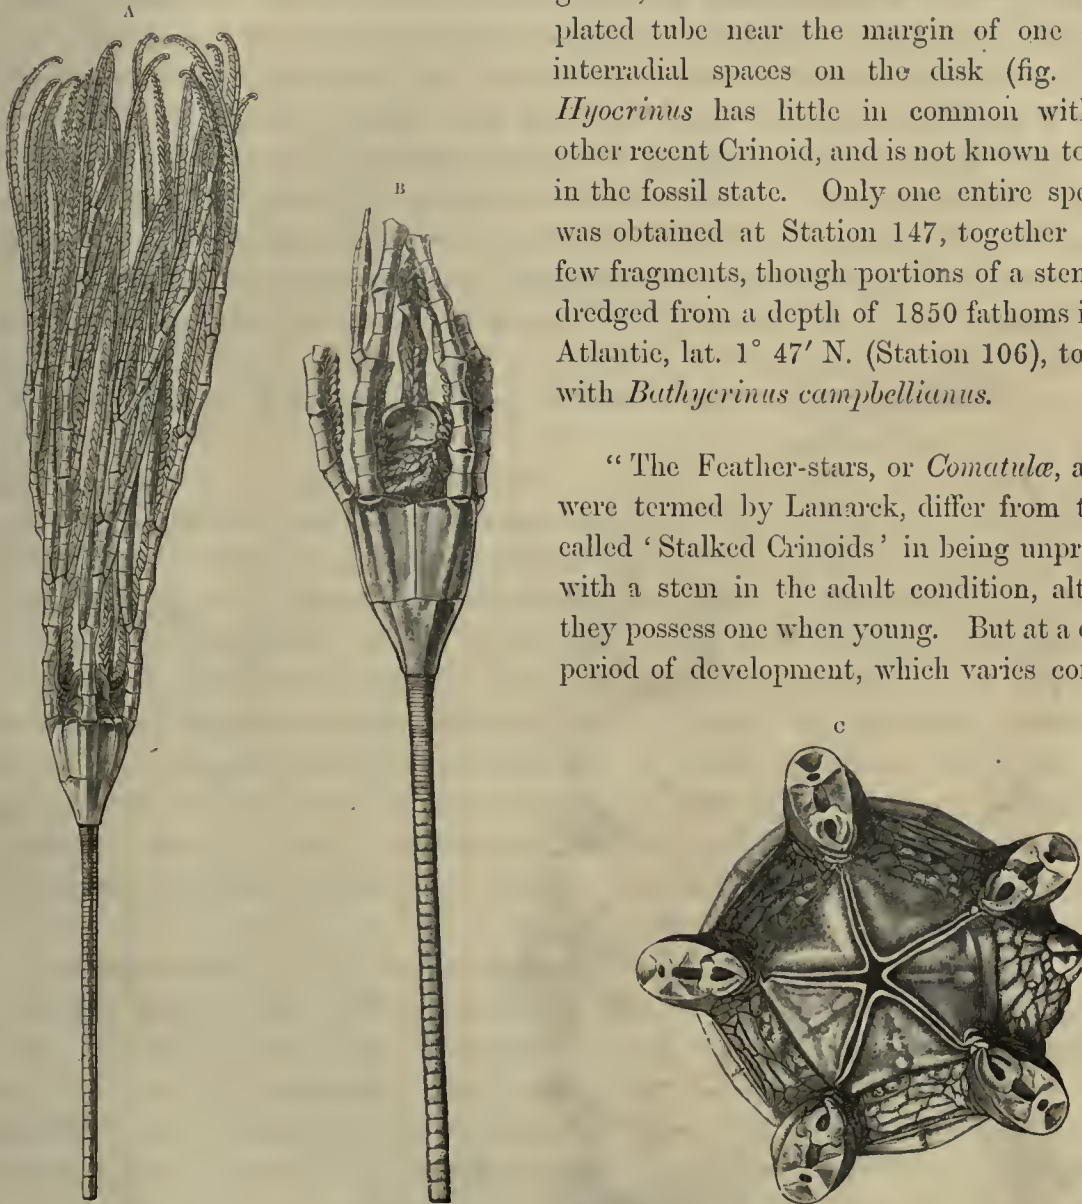 A
plated tube near the margin of one
interradial spaces on the disk (fig.
Hyocrinus has little in common with
other recent Crinoid, and is not known to
in the fossil state. Only one entire spe
B
was obtained at Station 147, together
few fragments, though portions of a stem
dredged from a depth of 1850 fathoms i
Atlantic, lat. 1° 47′ N. (Station 106), to
with Bathycrinus campbellianus.
“ The Feather-stars, or Comatulæ, a
were termed by Lamarck, differ from t
called ‘ Stalked Crinoids ’ in being unpr
with a stem in the adult condition, alt
they possess one when young. But at a c
period of development, which varies con
C